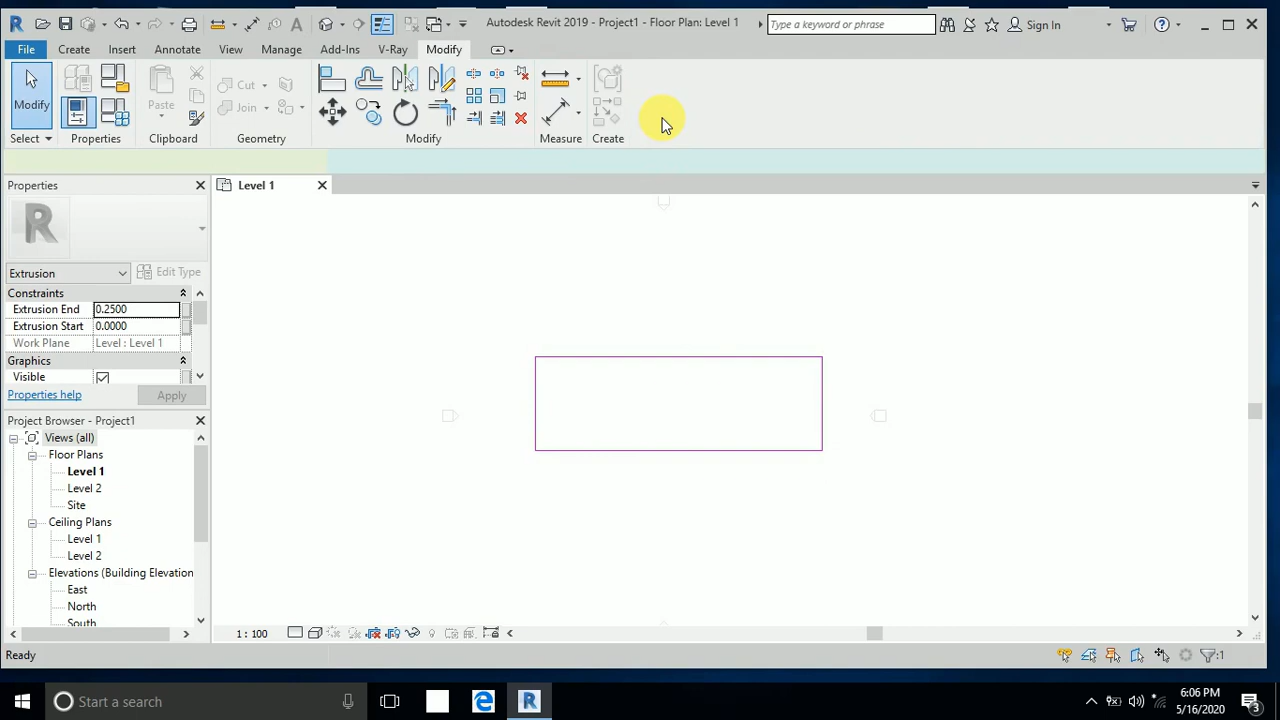 Autodesk Revit 2019 - Project1 - Floor Plan: Level 1
Type a keyword or phrase
Sign In
File Create Insert Annotate View Manage Add-Ins V-Ray Modify
Modify
Paste
Cut
Join
Select Properties Clipboard Geometry Modify Measure Create
Properties
Level 1
R
Extrusion
Edit Type
Constraints
Extrusion End 0.2500
Extrusion Start 0.0000
Work Plane Level : Level 1
Graphics
Visible
Properties help
Apply
Project Browser - Project1
Views (all)
Floor Plans
Level 1
Level 2
Site
Ceiling Plans
Level 1
Level 2
Elevations (Building Elevation
East
North
South
1 : 100
Ready
:1
Start a search
R
6:06 PM
5/16/2020
3